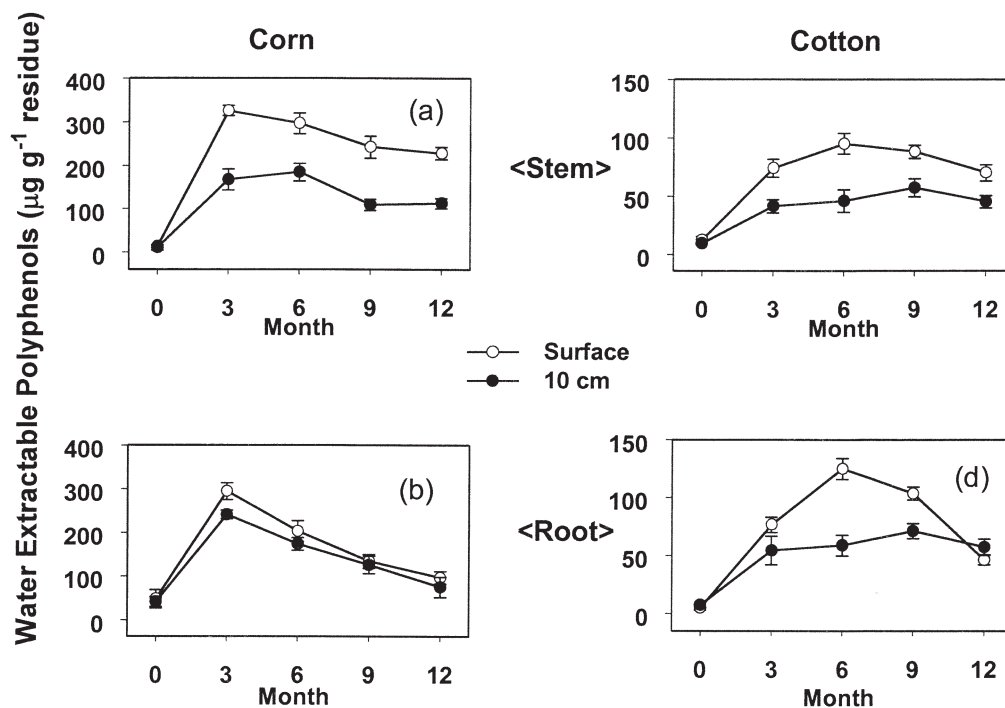 Water Extractable Polyphenols (µg g⁻¹ residue)
Corn
Cotton
400
300
200
100
0
(a)
0 3 6 9 12
Month
<Stem>
150
100
50
0
0 3 6 9 12
Month
Surface
10 cm
400
300
200
100
0
(b)
0 3 6 9 12
Month
<Root>
150
100
50
0
(d)
0 3 6 9 12
Month